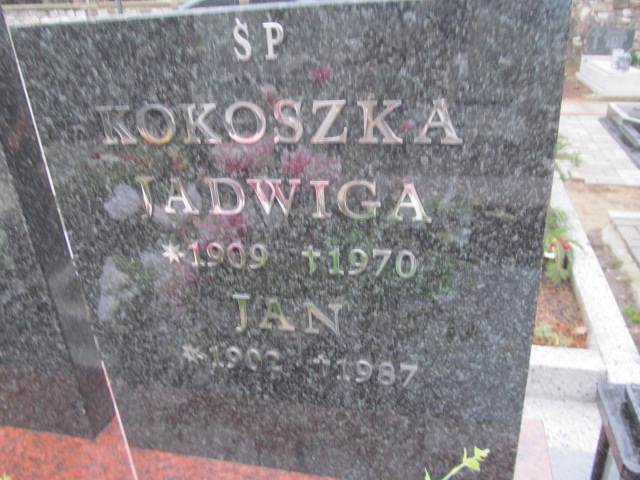 ŚP
KOKOSZKA
JADWIGA
*1909 †1970
JAN
*1902 †1987